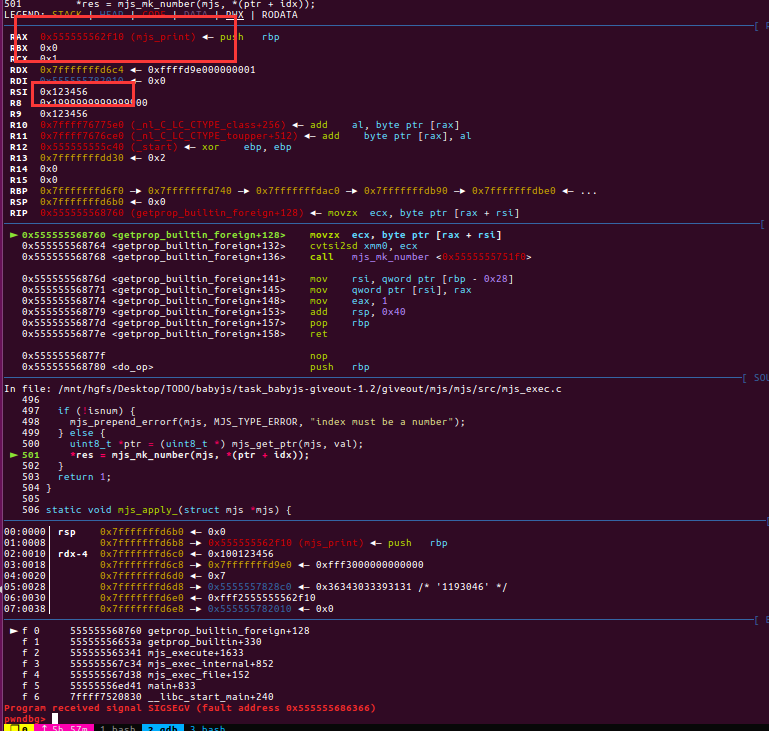 501         *res = mjs_mk_number(mjs, *(ptr + idx));
LEGEND: STACK | HEAP | CODE | DATA | RWX | RODATA
[ R
RAX  0x555555562f10 (mjs_print) ◂— push   rbp
RBX  0x0
RCX  0x1
RDX  0x7fffffffd6c4 ◂— 0xffffd9e000000001
RDI  0x555555782010 ◂— 0x0
RSI  0x123456
R8   0x1999999999999900
R9   0x123456
R10  0x7ffff76775e0 (_nl_C_LC_CTYPE_class+256) ◂— add    al, byte ptr [rax]
R11  0x7ffff7676ce0 (_nl_C_LC_CTYPE_toupper+512) ◂— add    byte ptr [rax], al
R12  0x555555555c40 (_start) ◂— xor    ebp, ebp
R13  0x7fffffffdd30 ◂— 0x2
R14  0x0
R15  0x0
RBP  0x7fffffffd6f0 —▸ 0x7fffffffd740 —▸ 0x7fffffffdac0 —▸ 0x7fffffffdb90 —▸ 0x7fffffffdbe0 ◂— ...
RSP  0x7fffffffd6b0 ◂— 0x0
RIP  0x555555568760 (getprop_builtin_foreign+128) ◂— movzx  ecx, byte ptr [rax + rsi]
[
► 0x555555568760 <getprop_builtin_foreign+128>    movzx  ecx, byte ptr [rax + rsi]
0x555555568764 <getprop_builtin_foreign+132>    cvtsi2sd xmm0, ecx
0x555555568768 <getprop_builtin_foreign+136>    call   mjs_mk_number <0x5555555751f0>
0x55555556876d <getprop_builtin_foreign+141>    mov    rsi, qword ptr [rbp - 0x28]
0x555555568771 <getprop_builtin_foreign+145>    mov    qword ptr [rsi], rax
0x555555568774 <getprop_builtin_foreign+148>    mov    eax, 1
0x555555568779 <getprop_builtin_foreign+153>    add    rsp, 0x40
0x55555556877d <getprop_builtin_foreign+157>    pop    rbp
0x55555556877e <getprop_builtin_foreign+158>    ret
0x55555556877f                                  nop
0x555555568780 <do_op>                          push   rbp
[ SOU
In file: /mnt/hgfs/Desktop/TODO/babyjs/task_babyjs-giveout-1.2/giveout/mjs/mjs/src/mjs_exec.c
496
497   if (!isnum) {
498     mjs_prepend_errorf(mjs, MJS_TYPE_ERROR, "index must be a number");
499   } else {
500     uint8_t *ptr = (uint8_t *) mjs_get_ptr(mjs, val);
► 501     *res = mjs_mk_number(mjs, *(ptr + idx));
502   }
503   return 1;
504 }
505
506 static void mjs_apply_(struct mjs *mjs) {
00:0000│ rsp    0x7fffffffd6b0 ◂— 0x0
01:0008│        0x7fffffffd6b8 —▸ 0x555555562f10 (mjs_print) ◂— push   rbp
02:0010│ rdx-4  0x7fffffffd6c0 ◂— 0x100123456
03:0018│        0x7fffffffd6c8 —▸ 0x7fffffffd9e0 ◂— 0xfff3000000000000
04:0020│        0x7fffffffd6d0 ◂— 0x7
05:0028│        0x7fffffffd6d8 —▸ 0x5555557828c0 ◂— 0x36343033393131 /* '1193046' */
06:0030│        0x7fffffffd6e0 ◂— 0xfff2555555562f10
07:0038│        0x7fffffffd6e8 —▸ 0x555555782010 ◂— 0x0
► f 0     555555568760 getprop_builtin_foreign+128
f 1     55555556653a getprop_builtin+330
f 2     555555565341 mjs_execute+1633
f 3     55555556​7c34 mjs_exec_internal+852
f 4     555555567d38 mjs_exec_file+152
f 5     55555556ed41 main+833
f 6     7ffff7520830 __libc_start_main+240
Program received signal SIGSEGV (fault address 0x555555686366)
pwndbg>
0  ↑ 5h 57m  1 bash  2 gdb  3 bash